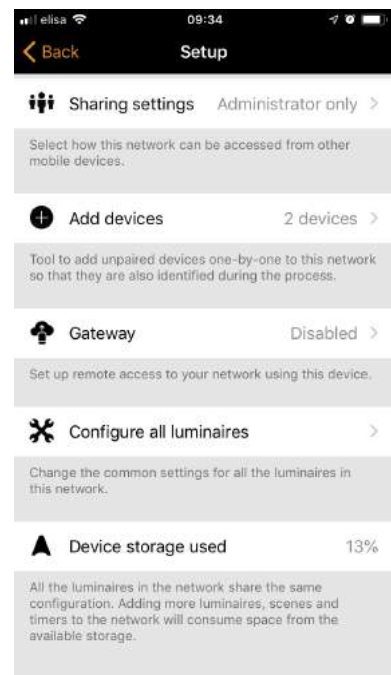 elisa 09:34
Back Setup
Sharing settings Administrator only
Select how this network can be accessed from other
mobile devices.
Add devices 2 devices
Tool to add unpaired devices one-by-one to this network
so that they are also identified during the process.
Gateway Disabled
Set up remote access to your network using this device.
Configure all luminaires
Change the common settings for all the luminaires in
this network.
Device storage used 13%
All the luminaires in the network share the same
configuration. Adding more luminaires, scenes and
timers to the network will consume space from the
available storage.